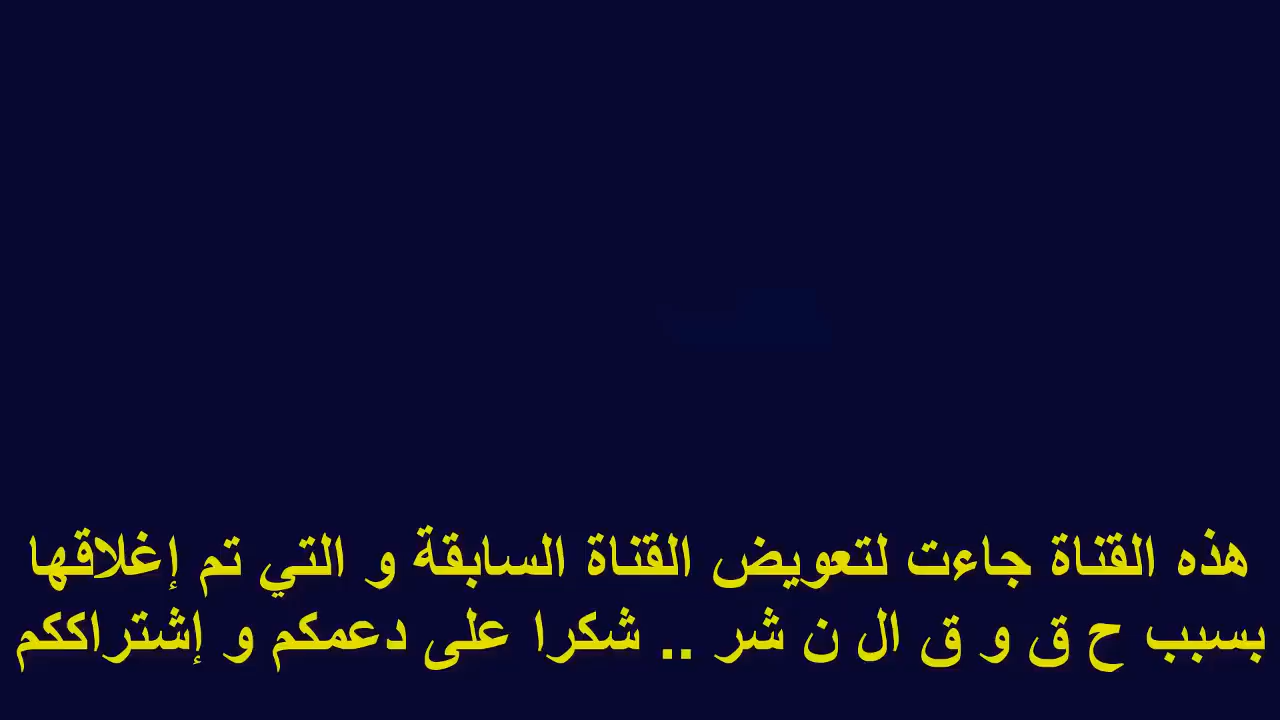 هذه القناة جاءت لتعويض القناة السابقة و التي تم إغلاقها
بسبب ح ق و ق ال ن شر .. شكرا على دعمكم و إشتراككم